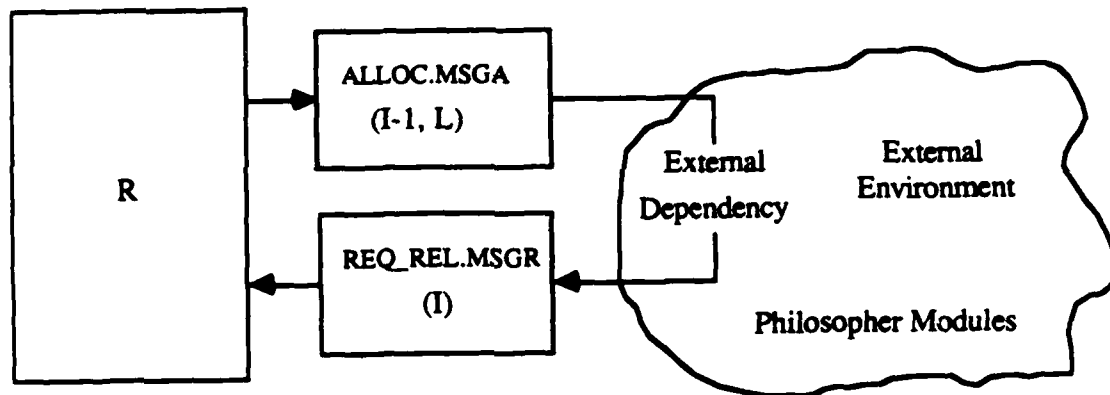 R
ALLOC.MSGA
(I-1, L)
REQ_REL.MSGR
(I)
External
Dependency
External
Environment
Philosopher Modules